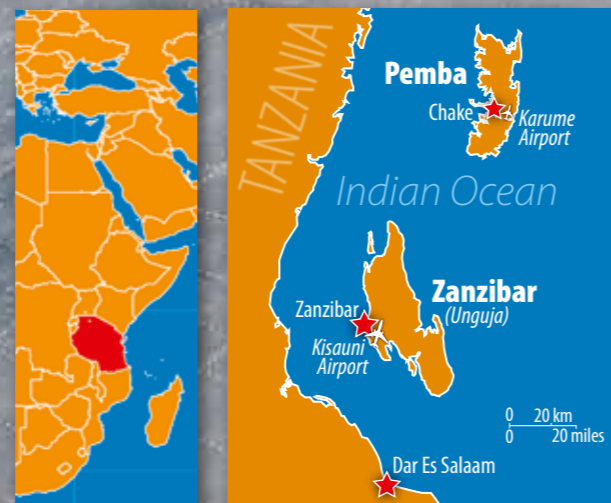 TANZANIA
Pemba
Chake
Karume
Airport
Indian Ocean
Zanzibar
(Unguja)
Zanzibar
Kisauni
Airport
0 20 km
0 20 miles
Dar Es Salaam